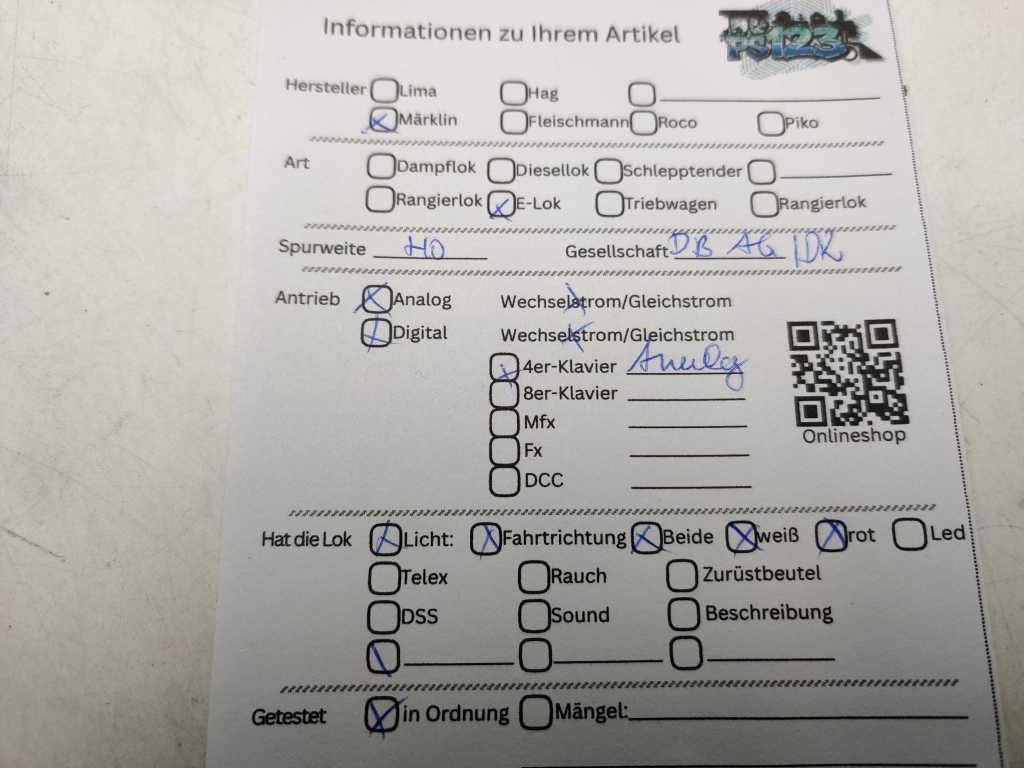 Informationen zu Ihrem Artikel
Hersteller Lima Hag
Märklin Fleischmann Roco Piko
Art Dampflok Diesellok Schlepptender
Rangierlok E-Lok Triebwagen Rangierlok
Spurweite HO Gesellschaft DB AG
Antrieb Analog Wechselstrom/Gleichstrom
Digital Wechselstrom/Gleichstrom
4er-Klavier Analog
8er-Klavier
Mfx
Fx
DCC
Onlineshop
Hat die Lok Licht: Fahrtrichtung Beide weiß rot Led
Telex Rauch Zurüstbeutel
DSS Sound Beschreibung
Getestet in Ordnung Mängel: